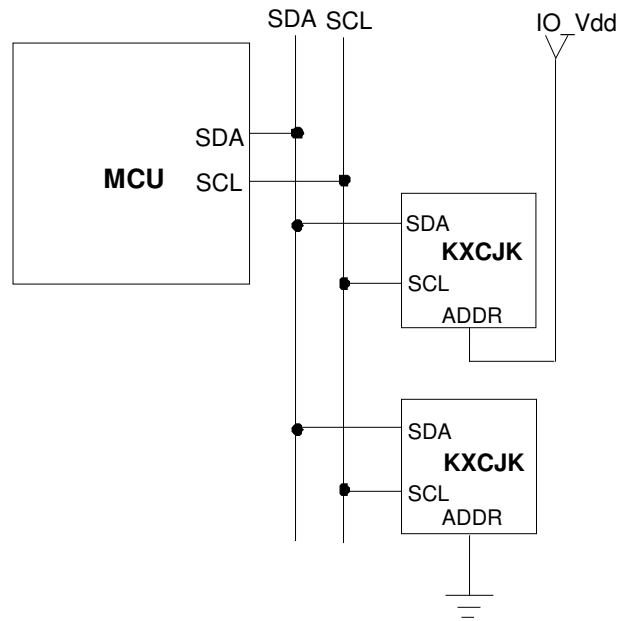 SDA SCL
IO_Vdd
MCU
SDA
SCL
SDA
KXCJK
SCL
ADDR
SDA
KXCJK
SCL
ADDR